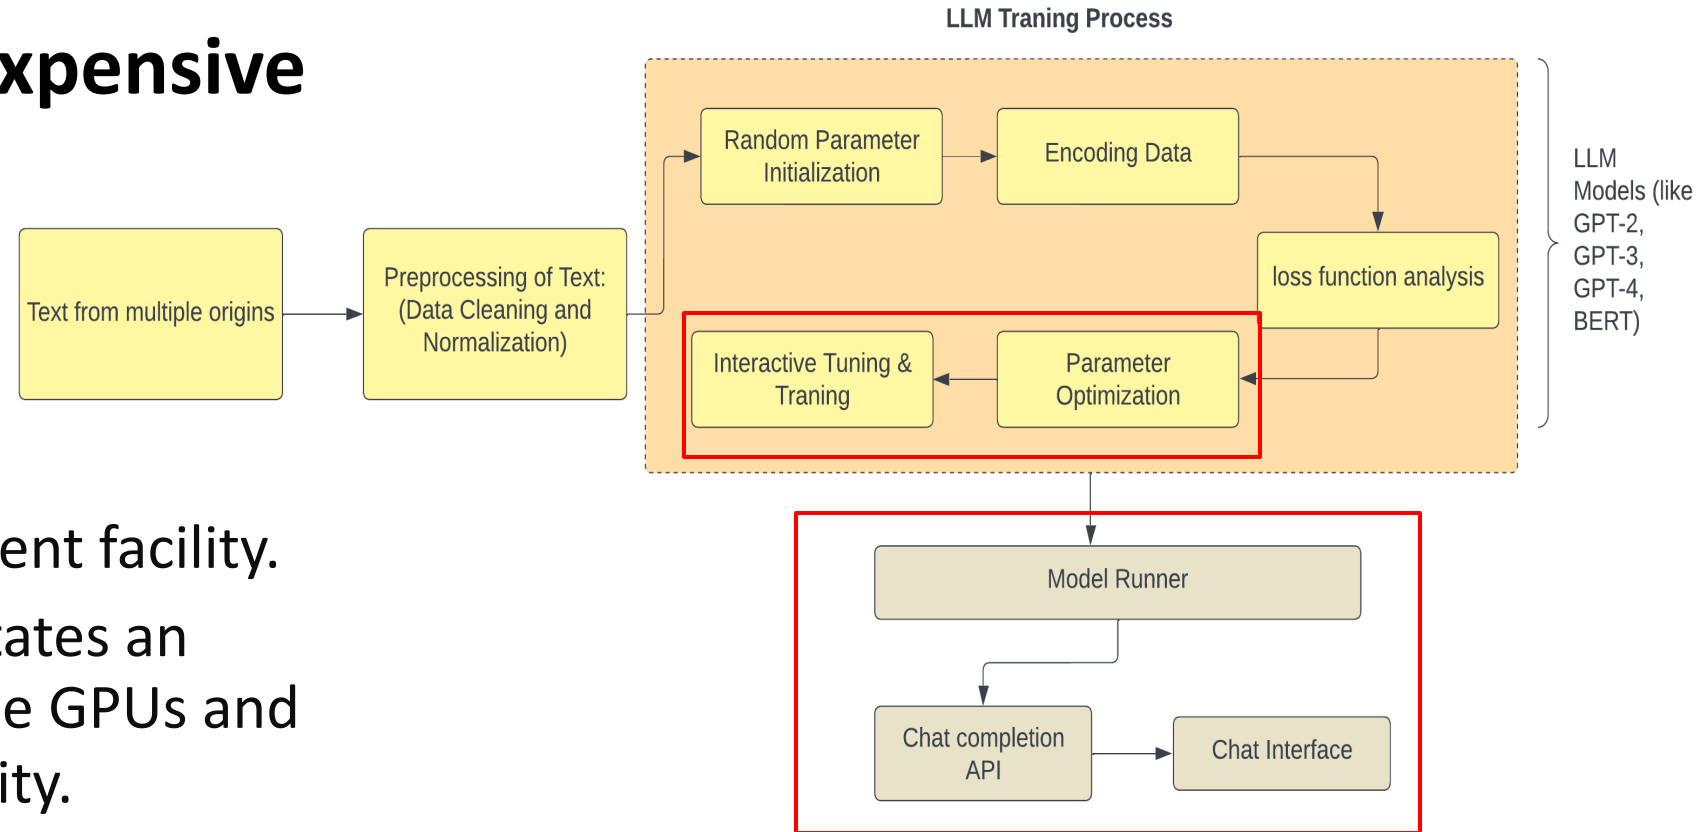 LLM Traning Process
xpensive
Random Parameter
Initialization
Encoding Data
LLM
Models (like
GPT-2,
GPT-3,
GPT-4,
BERT)
Text from multiple origins
Preprocessing of Text:
(Data Cleaning and
Normalization)
loss function analysis
Interactive Tuning &
Traning
Parameter
Optimization
ent facility.
ates an
e GPUs and
ity.
Model Runner
Chat completion
API
Chat Interface